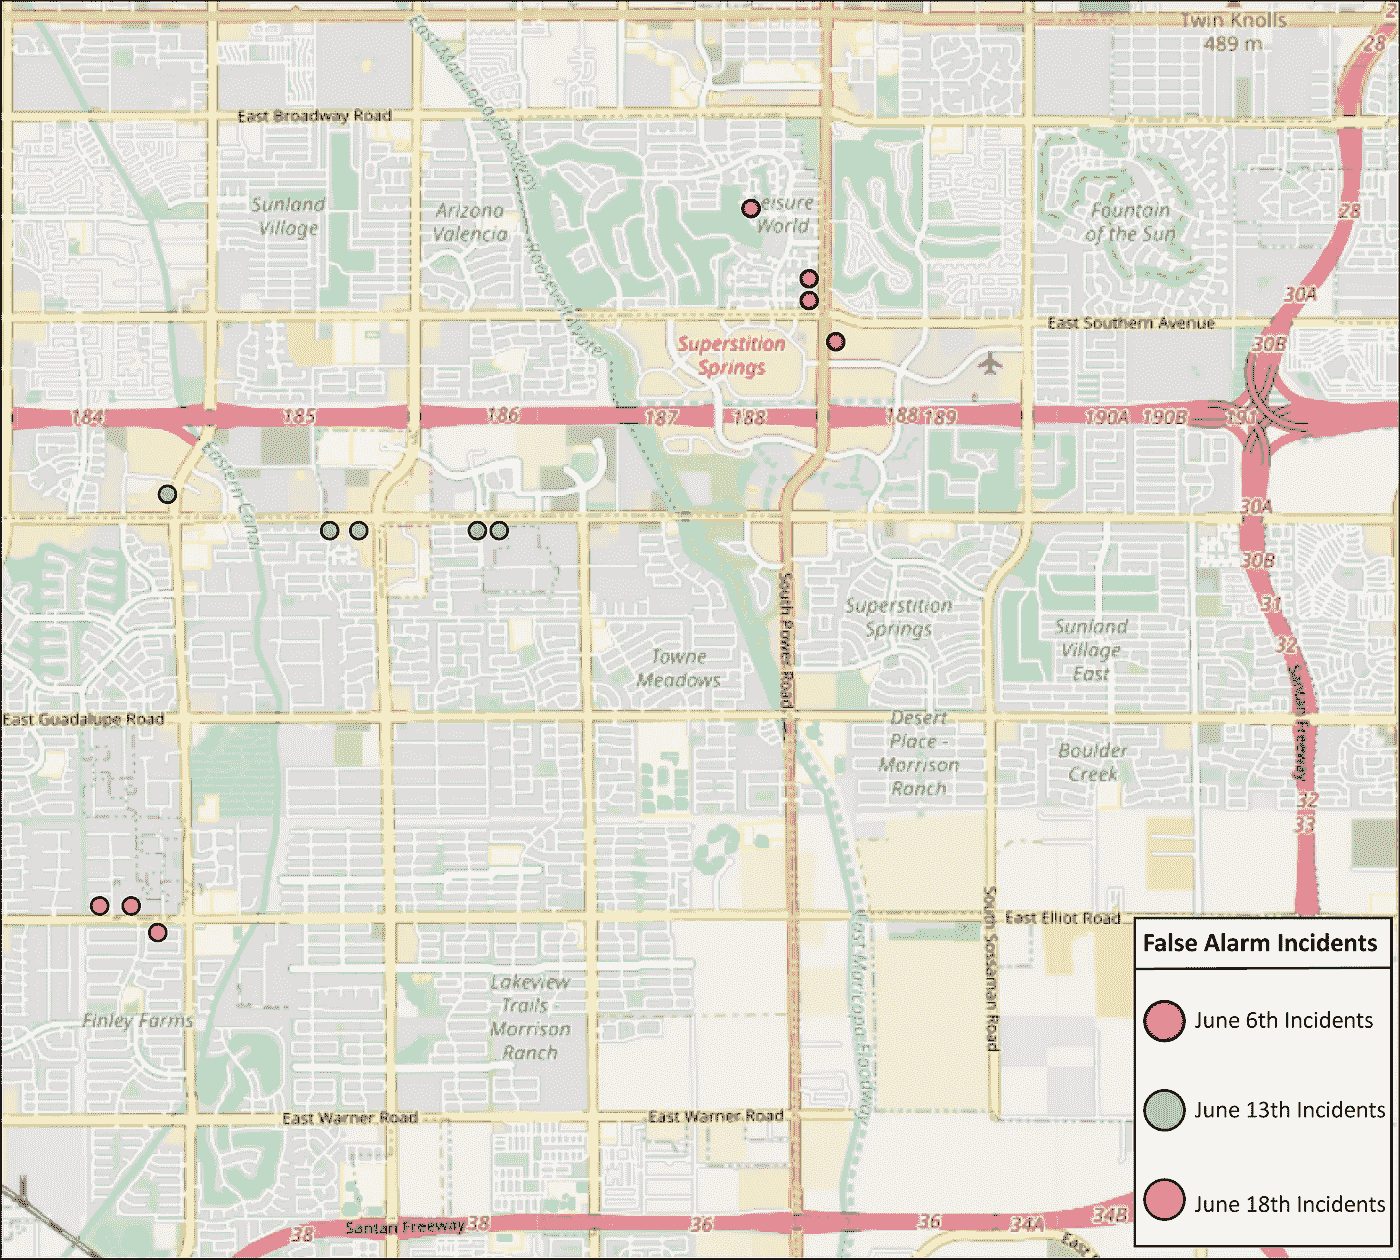 Twin Knolls
489 m
2
28
East Maricopa Floodway
East Broadway Road
Sunland
Village
Arizona
Valencia
eisure
World
Fountain
of the Sun
28
Roosevelt Water
30A
East Southern Avenue
Superstition
Springs
30B
184
185
186
187
188
188
189
190A
190B
190
Eastern Canal
30A
30B
South Power Road
Superstition
Springs
31
Sunland
Village
East
32
Towne
Meadows
Santan Freeway
East Guadalupe Road
Desert
Place -
Morrison
Ranch
Boulder
Creek
32
33
South Sossaman Road
East Elliot Road
East Maricopa Floodway
Lakeview
Trails -
Morrison
Ranch
Finley Farms
East Warner Road
East Warner Road
38
Santan Freeway
38
36
36
34A
34B
East
False Alarm Incidents
June 6th Incidents
June 13th Incidents
June 18th Incidents